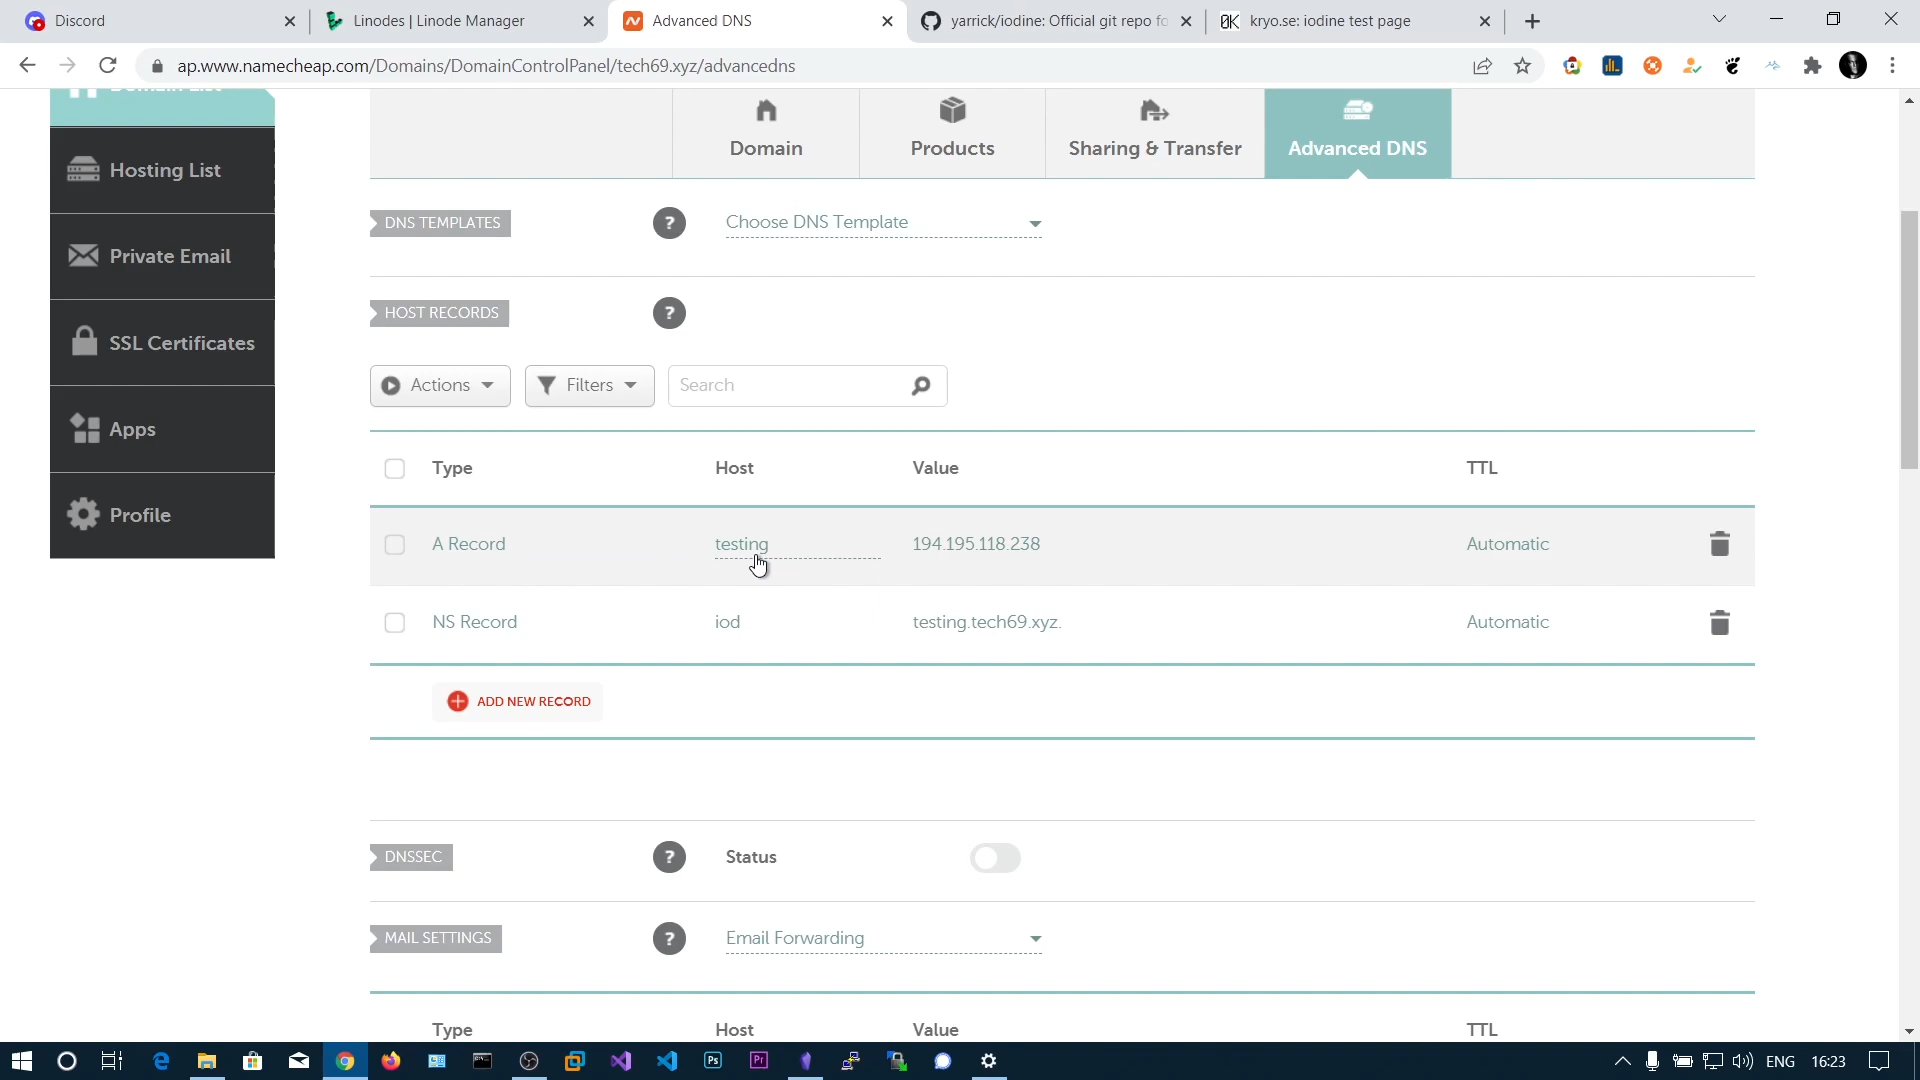 Discord
Linodes | Linode Manager
Advanced DNS
yarrick/iodine: Official git repo fo
kryo.se: iodine test page
ap.www.namecheap.com/Domains/DomainControlPanel/tech69.xyz/advancedns
Domain List
Hosting List
Private Email
SSL Certificates
Apps
Profile
Domain
Products
Sharing & Transfer
Advanced DNS
DNS TEMPLATES
?
Choose DNS Template
HOST RECORDS
?
Actions
Filters
Search
Type Host Value TTL
A Record testing 194.195.118.238 Automatic
NS Record iod testing.tech69.xyz. Automatic
ADD NEW RECORD
DNSSEC
?
Status
MAIL SETTINGS
?
Email Forwarding
Type Host Value TTL
Ps
Pr
ENG
16:23